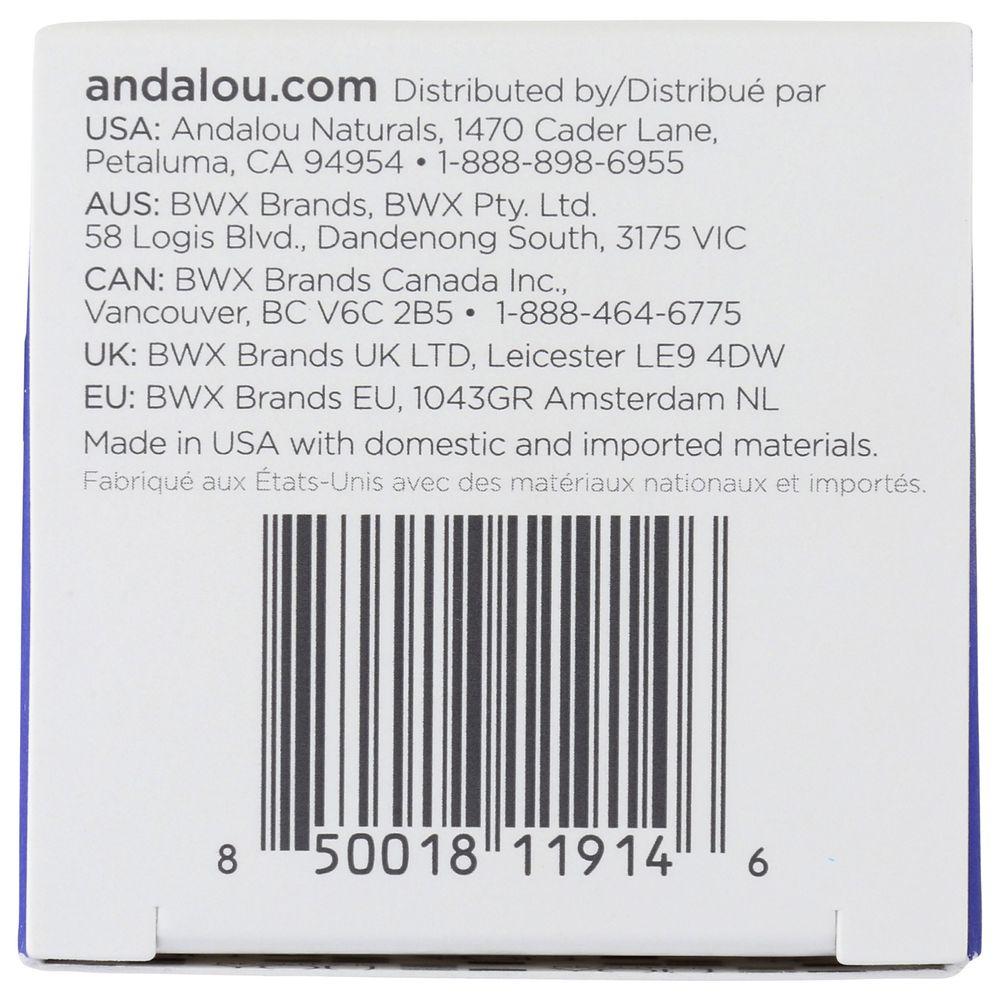 andalou.com Distributed by/Distribué par
USA: Andalou Naturals, 1470 Cader Lane,
Petaluma, CA 94954 • 1-888-898-6955
AUS: BWX Brands, BWX Pty. Ltd.
58 Logis Blvd., Dandenong South, 3175 VIC
CAN: BWX Brands Canada Inc.,
Vancouver, BC V6C 2B5 • 1-888-464-6775
UK: BWX Brands UK LTD, Leicester LE9 4DW
EU: BWX Brands EU, 1043GR Amsterdam NL
Made in USA with domestic and imported materials.
Fabriqué aux États-Unis avec des matériaux nationaux et importés.
8 50018 11914 6